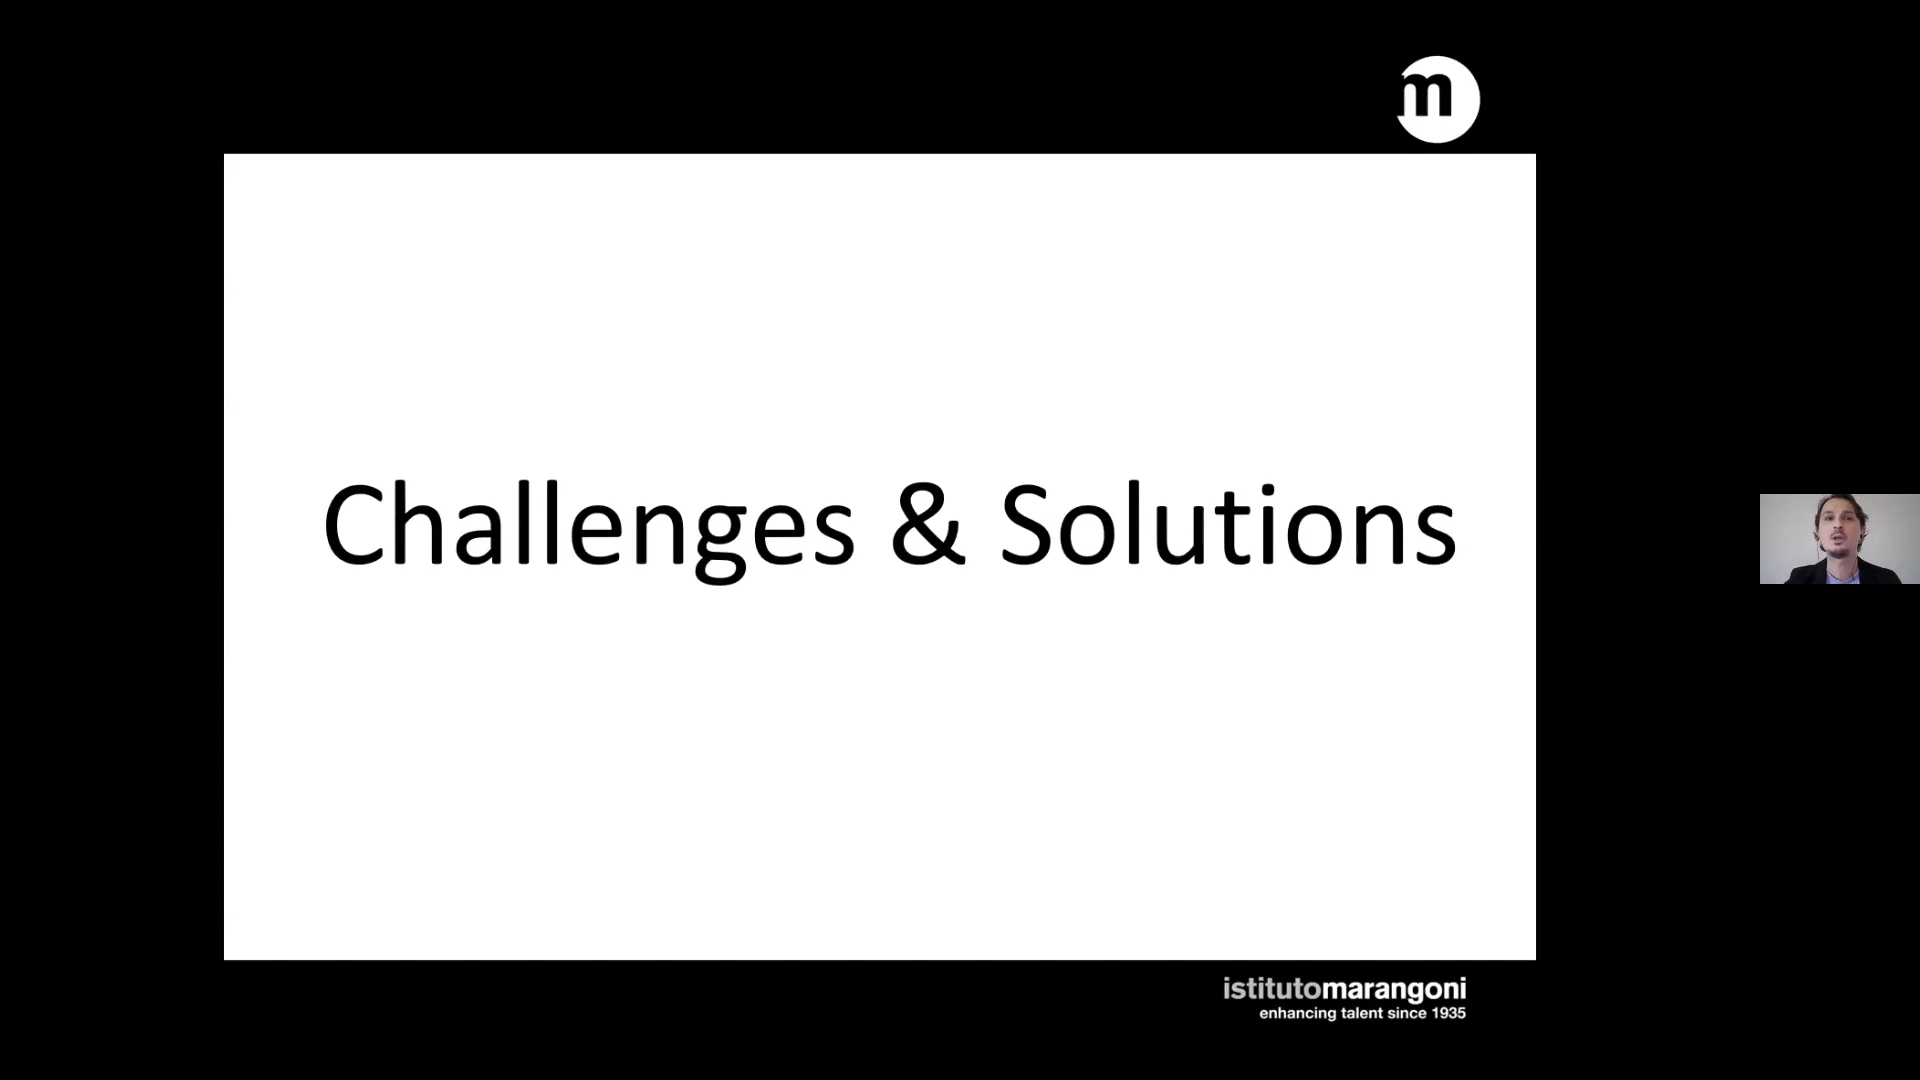 m
Challenges & Solutions
istitutomarangoni
enhancing talent since 1935